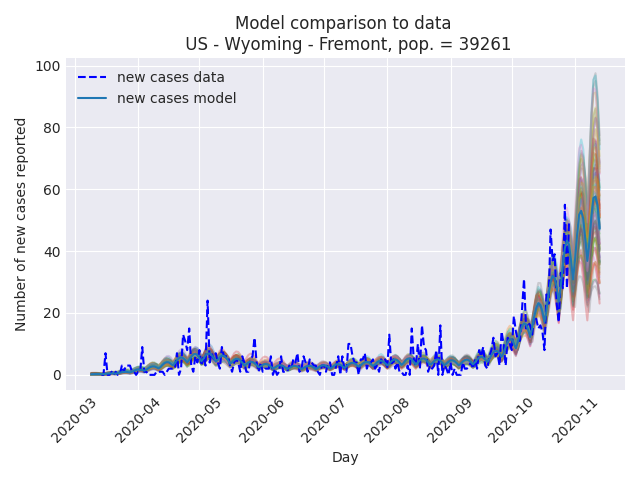 Model comparison to data
US - Wyoming - Fremont, pop. = 39261
new cases data
new cases model
Number of new cases reported
100
80
60
40
20
0
2020-03
2020-04
2020-05
2020-06
2020-07
2020-08
2020-09
2020-10
2020-11
Day